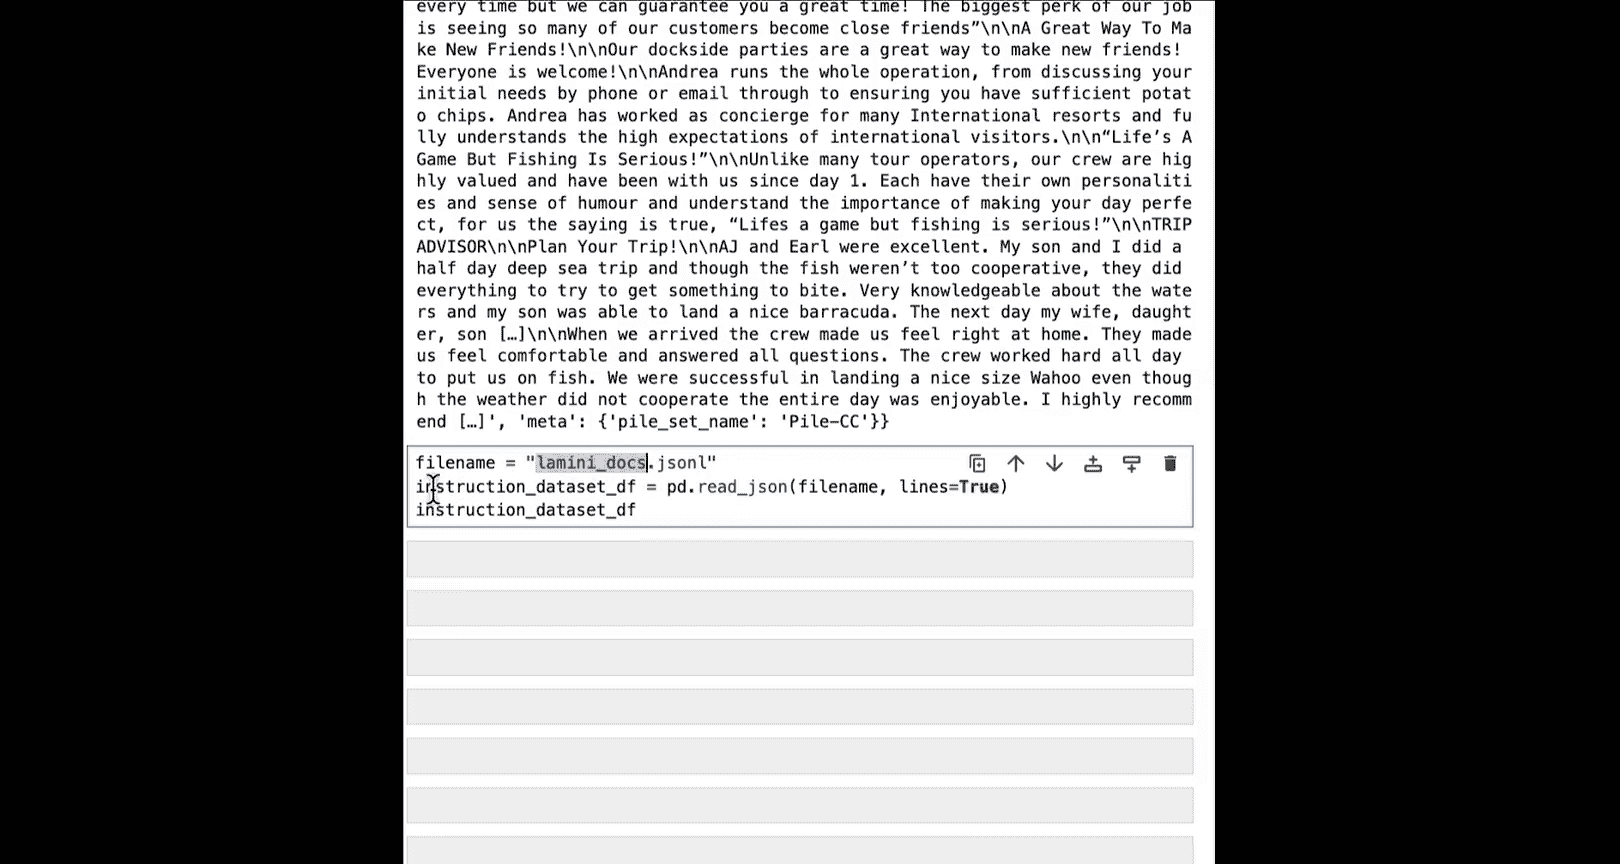 every time but we can guarantee you a great time! The biggest perk of our job
is seeing so many of our customers become close friends”\n\nA Great Way To Ma
ke New Friends!\n\nOur dockside parties are a great way to make new friends!
Everyone is welcome!\n\nAndrea runs the whole operation, from discussing your
initial needs by phone or email through to ensuring you have sufficient potat
o chips. Andrea has worked as concierge for many International resorts and fu
lly understands the high expectations of international visitors.\n\n“Life’s A
Game But Fishing Is Serious!”\n\nUnlike many tour operators, our crew are hig
hly valued and have been with us since day 1. Each have their own personaliti
es and sense of humour and understand the importance of making your day perfe
ct, for us the saying is true, “Lifes a game but fishing is serious!”\n\nTRIP
ADVISOR\n\nPlan Your Trip!\n\nAJ and Earl were excellent. My son and I did a
half day deep sea trip and though the fish weren’t too cooperative, they did
everything to try to get something to bite. Very knowledgeable about the wate
rs and my son was able to land a nice barracuda. The next day my wife, daught
er, son […]\n\nWhen we arrived the crew made us feel right at home. They made
us feel comfortable and answered all questions. The crew worked hard all day
to put us on fish. We were successful in landing a nice size Wahoo even thoug
h the weather did not cooperate the entire day was enjoyable. I highly recomm
end […]', 'meta': {'pile_set_name': 'Pile-CC'}}
filename = "lamini_docs.jsonl"
instruction_dataset_df = pd.read_json(filename, lines=True)
instruction_dataset_df